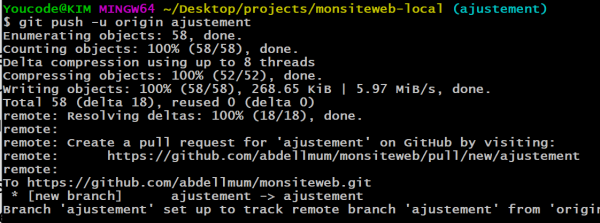 Youcode@KIM MINGW64 ~/Desktop/projects/monsiteweb-local (ajustement)
$ git push -u origin ajustement
Enumerating objects: 58, done.
Counting objects: 100% (58/58), done.
Delta compression using up to 8 threads
Compressing objects: 100% (52/52), done.
Writing objects: 100% (58/58), 268.65 KiB | 5.97 MiB/s, done.
Total 58 (delta 18), reused 0 (delta 0)
remote: Resolving deltas: 100% (18/18), done.
remote:
remote: Create a pull request for 'ajustement' on GitHub by visiting:
remote:      https://github.com/abdellmum/monsiteweb/pull/new/ajustement
remote:
To https://github.com/abdellmum/monsiteweb.git
 * [new branch]      ajustement -> ajustement
Branch 'ajustement' set up to track remote branch 'ajustement' from 'origin